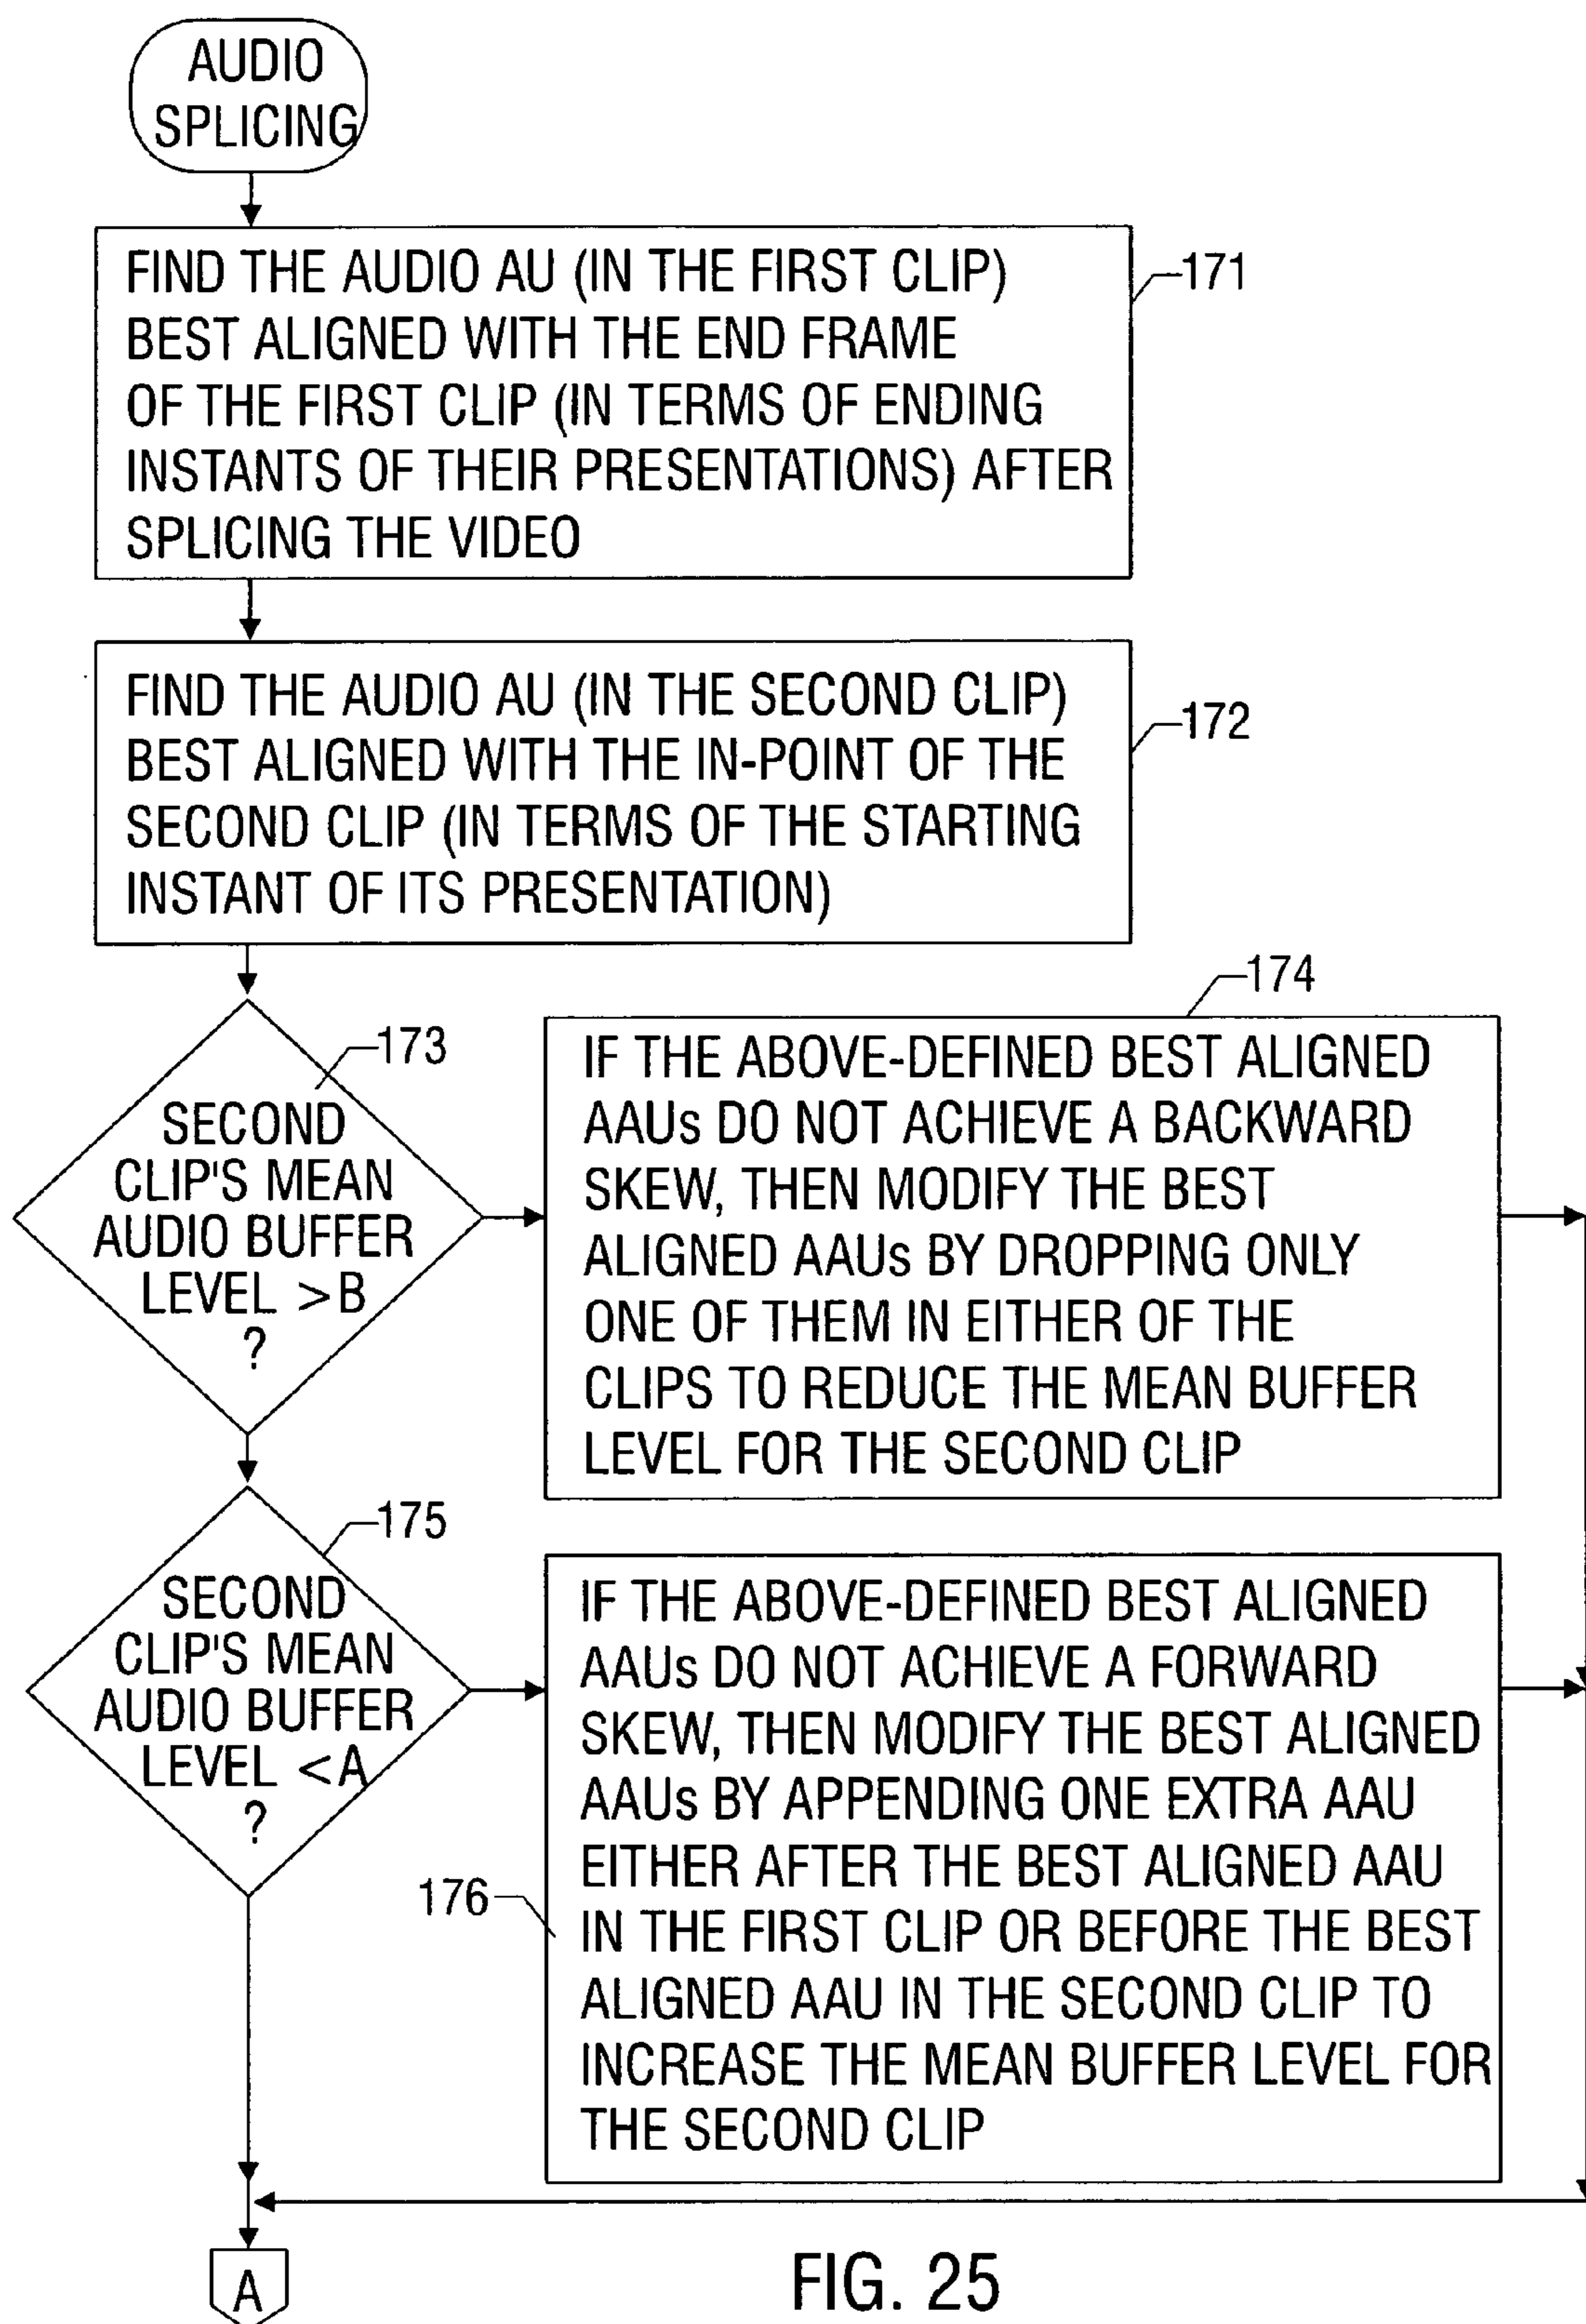 AUDIO
SPLICING
FIND THE AUDIO AU (IN THE FIRST CLIP)
BEST ALIGNED WITH THE END FRAME
OF THE FIRST CLIP (IN TERMS OF ENDING
INSTANTS OF THEIR PRESENTATIONS) AFTER
SPLICING THE VIDEO
171
FIND THE AUDIO AU (IN THE SECOND CLIP)
BEST ALIGNED WITH THE IN-POINT OF THE
SECOND CLIP (IN TERMS OF THE STARTING
INSTANT OF ITS PRESENTATION)
172
173
SECOND
CLIP'S MEAN
AUDIO BUFFER
LEVEL >B
?
174
IF THE ABOVE-DEFINED BEST ALIGNED
AAUs DO NOT ACHIEVE A BACKWARD
SKEW, THEN MODIFY THE BEST
ALIGNED AAUs BY DROPPING ONLY
ONE OF THEM IN EITHER OF THE
CLIPS TO REDUCE THE MEAN BUFFER
LEVEL FOR THE SECOND CLIP
175
SECOND
CLIP'S MEAN
AUDIO BUFFER
LEVEL <A
?
176
IF THE ABOVE-DEFINED BEST ALIGNED
AAUs DO NOT ACHIEVE A FORWARD
SKEW, THEN MODIFY THE BEST ALIGNED
AAUs BY APPENDING ONE EXTRA AAU
EITHER AFTER THE BEST ALIGNED AAU
IN THE FIRST CLIP OR BEFORE THE BEST
ALIGNED AAU IN THE SECOND CLIP TO
INCREASE THE MEAN BUFFER LEVEL FOR
THE SECOND CLIP
A
FIG. 25